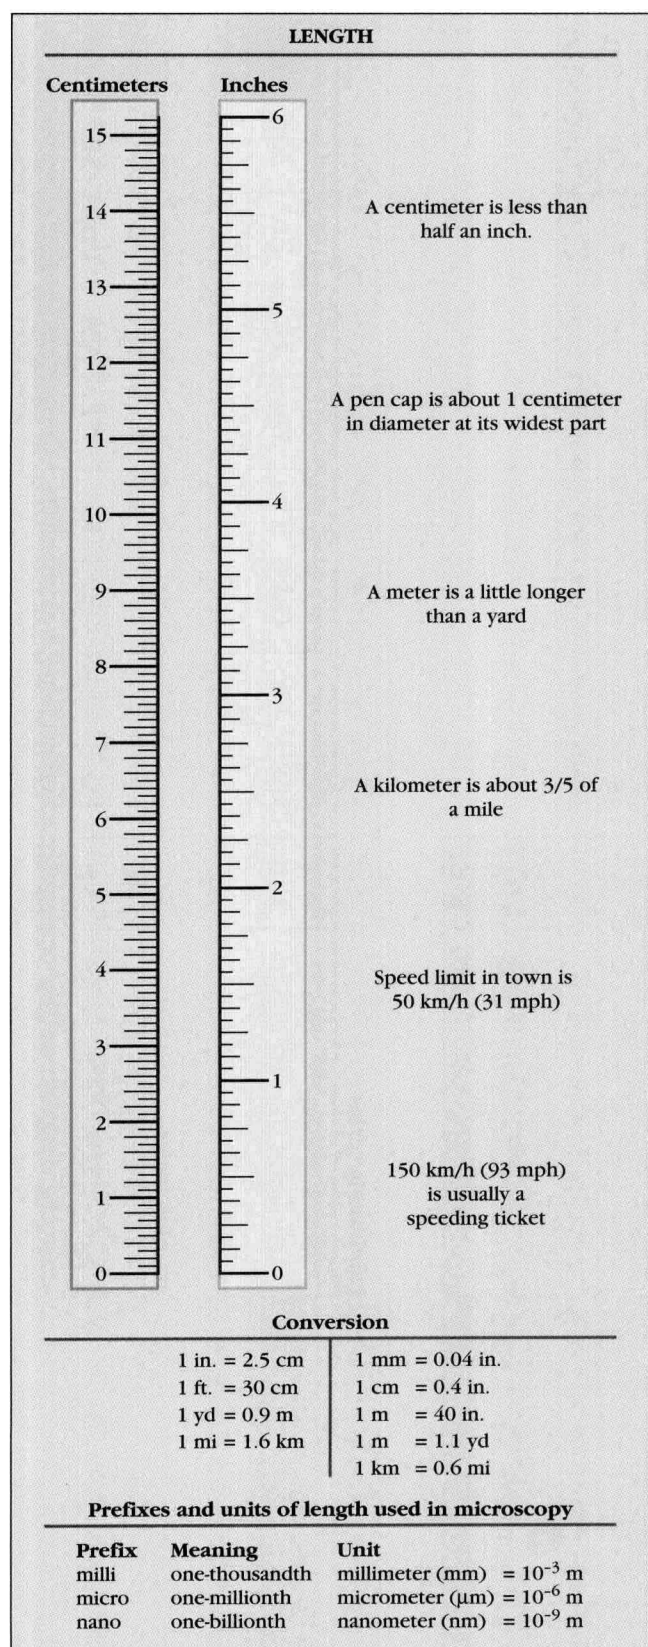 LENGTH
Centimeters Inches
15
14
13
12
11
10
9
8
7
6
5
4
3
2
1
0
6
5
4
3
2
1
0
A centimeter is less than
half an inch.
A pen cap is about 1 centimeter
in diameter at its widest part
A meter is a little longer
than a yard
A kilometer is about 3/5 of
a mile
Speed limit in town is
50 km/h (31 mph)
150 km/h (93 mph)
is usually a
speeding ticket
Conversion
1 in. = 2.5 cm
1 ft. = 30 cm
1 yd = 0.9 m
1 mi = 1.6 km
1 mm = 0.04 in.
1 cm = 0.4 in.
1 m = 40 in.
1 m = 1.1 yd
1 km = 0.6 mi
Prefixes and units of length used in microscopy
Prefix Meaning Unit
milli one-thousandth millimeter (mm) = 10⁻³ m
micro one-millionth micrometer (μm) = 10⁻⁶ m
nano one-billionth nanometer (nm) = 10⁻⁹ m